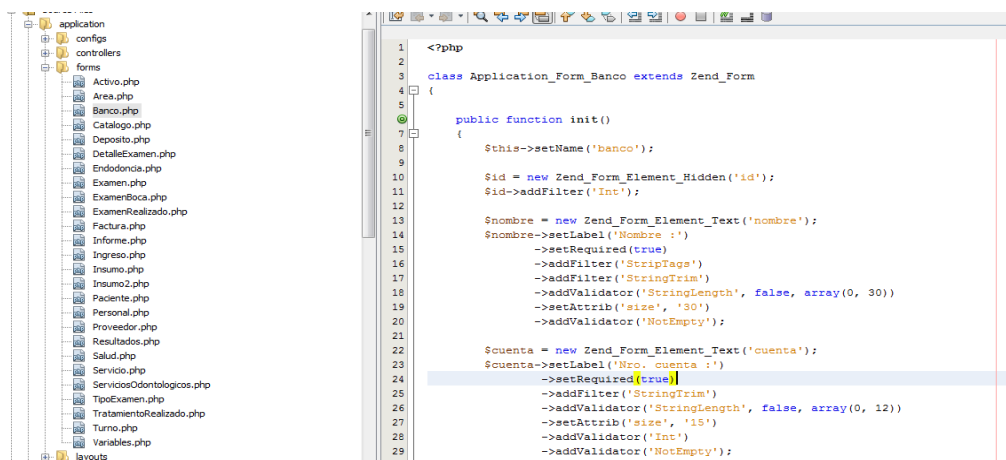 application
configs
controllers
forms
Activo.php
Area.php
Banco.php
Catalogo.php
Deposito.php
DetalleExamen.php
Endodoncia.php
Examen.php
ExamenBoca.php
ExamenRealizado.php
Factura.php
Informe.php
Ingreso.php
Insumo.php
Insumo2.php
Paciente.php
Personal.php
Proveedor.php
Resultados.php
Salud.php
Servicio.php
ServiciosOdontologicos.php
TipoExamen.php
TratamientoRealizado.php
Turno.php
Variables.php
layouts
1 <?php
2
3 class Application_Form_Banco extends Zend_Form
4 {
5
public function init()
7 {
8 $this->setName('banco');
9
10 $id = new Zend_Form_Element_Hidden('id');
11 $id->addFilter('Int');
12
13 $nombre = new Zend_Form_Element_Text('nombre');
14 $nombre->setLabel('Nombre :')
15 ->setRequired(true)
16 ->addFilter('StripTags')
17 ->addFilter('StringTrim')
18 ->addValidator('StringLength', false, array(0, 30))
19 ->setAttrib('size', '30')
20 ->addValidator('NotEmpty');
21
22 $cuenta = new Zend_Form_Element_Text('cuenta');
23 $cuenta->setLabel('Nro. cuenta :')
24 ->setRequired(true)
25 ->addFilter('StringTrim')
26 ->addValidator('StringLength', false, array(0, 12))
27 ->setAttrib('size', '15')
28 ->addValidator('Int')
29 ->addValidator('NotEmpty');